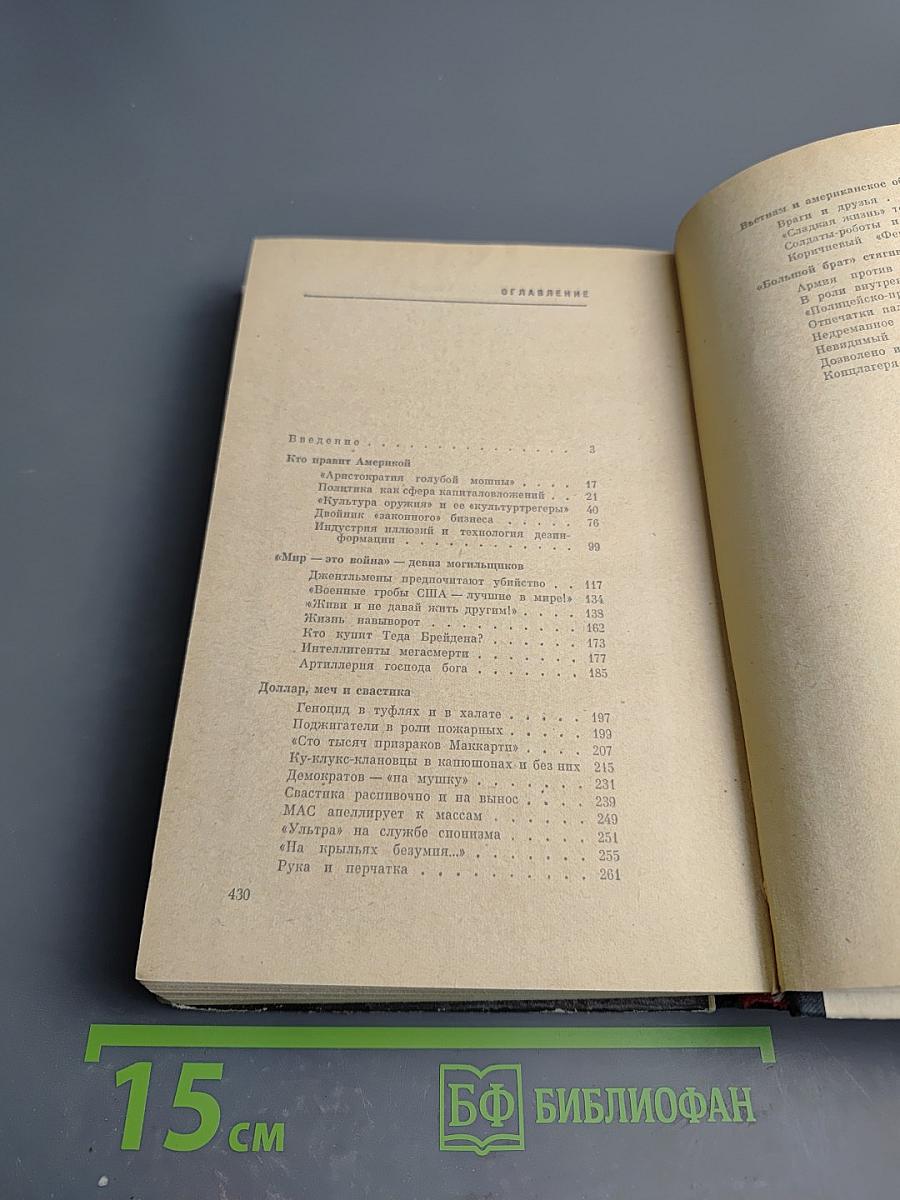 ОГЛАВЛЕНИЕ
Введение . . . . . . . . . . . . . . . 3
Кто правит Америкой
«Аристократия голубой мошны» . . . . 17
Политика как сфера капиталовложений . . 21
«Культура оружия» и ее «культуртрегеры» 40
Двойник «законного» бизнеса . . . . . 76
Индустрия иллюзий и технология дезин-
формации . . . . . . . . . . . . 99
«Мир — это война» — девиз могильщиков
Джентльмены предпочитают убийство . . 117
«Военные гробы США — лучшие в мире!» 134
«Живи и не давай жить другим!» . . . . 138
Жизнь навыворот . . . . . . . . . . 162
Кто купит Теда Брейдена? . . . . . . 173
Интеллигенты мегасмерти . . . . . . . 177
Артиллерия господа бога . . . . . . . 185
Доллар, меч и свастика
Геноцид в туфлях и в халате . . . . . 197
Поджигатели в роли пожарных . . . . . 199
«Сто тысяч призраков Маккарти» . . . . 207
Ку-клукс-клановцы в капюшонах и без них 215
Демократов — «на мушку» . . . . . . . 231
Свастика распивочно и на вынос . . . . 239
МАС апеллирует к массам . . . . . . 249
«Ультра» на службе сионизма . . . . . 251
«На крыльях безумия...» . . . . . . . 255
Рука и перчатка . . . . . . . . . . 261
430
Вьетнам и американское об
Враги и друзья .
«Сладкая жизнь»
Солдаты-роботы и
Коричневый
«Большой брат»
Армия против
В роли
«Полицейско-
Отпечатки
Недреманное
Невидимый
Дозволено
Концлагеря
15 см
БФ БИБЛИОФАН